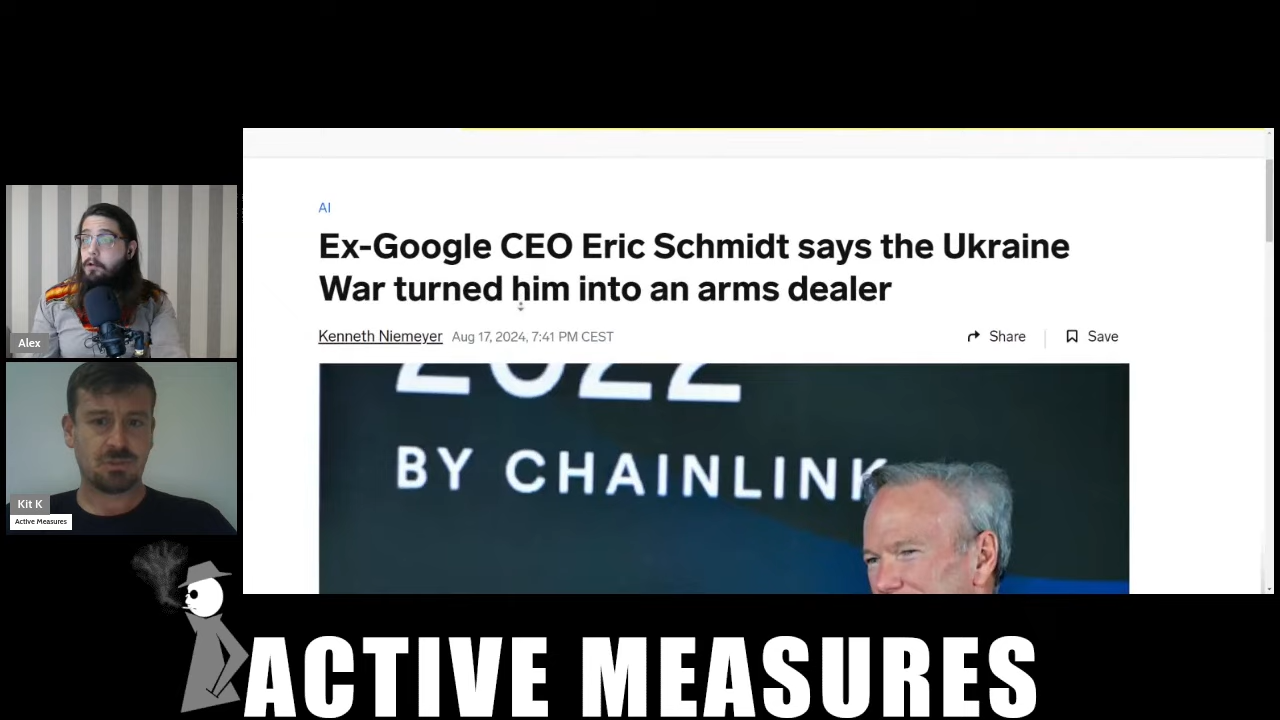 AI
Ex-Google CEO Eric Schmidt says the Ukraine
War turned him into an arms dealer
Kenneth Niemeyer Aug 17, 2024, 7:41 PM CEST
Share Save
2022
BY CHAINLINK
Alex
Kit K
Active Measures
ACTIVE MEASURES